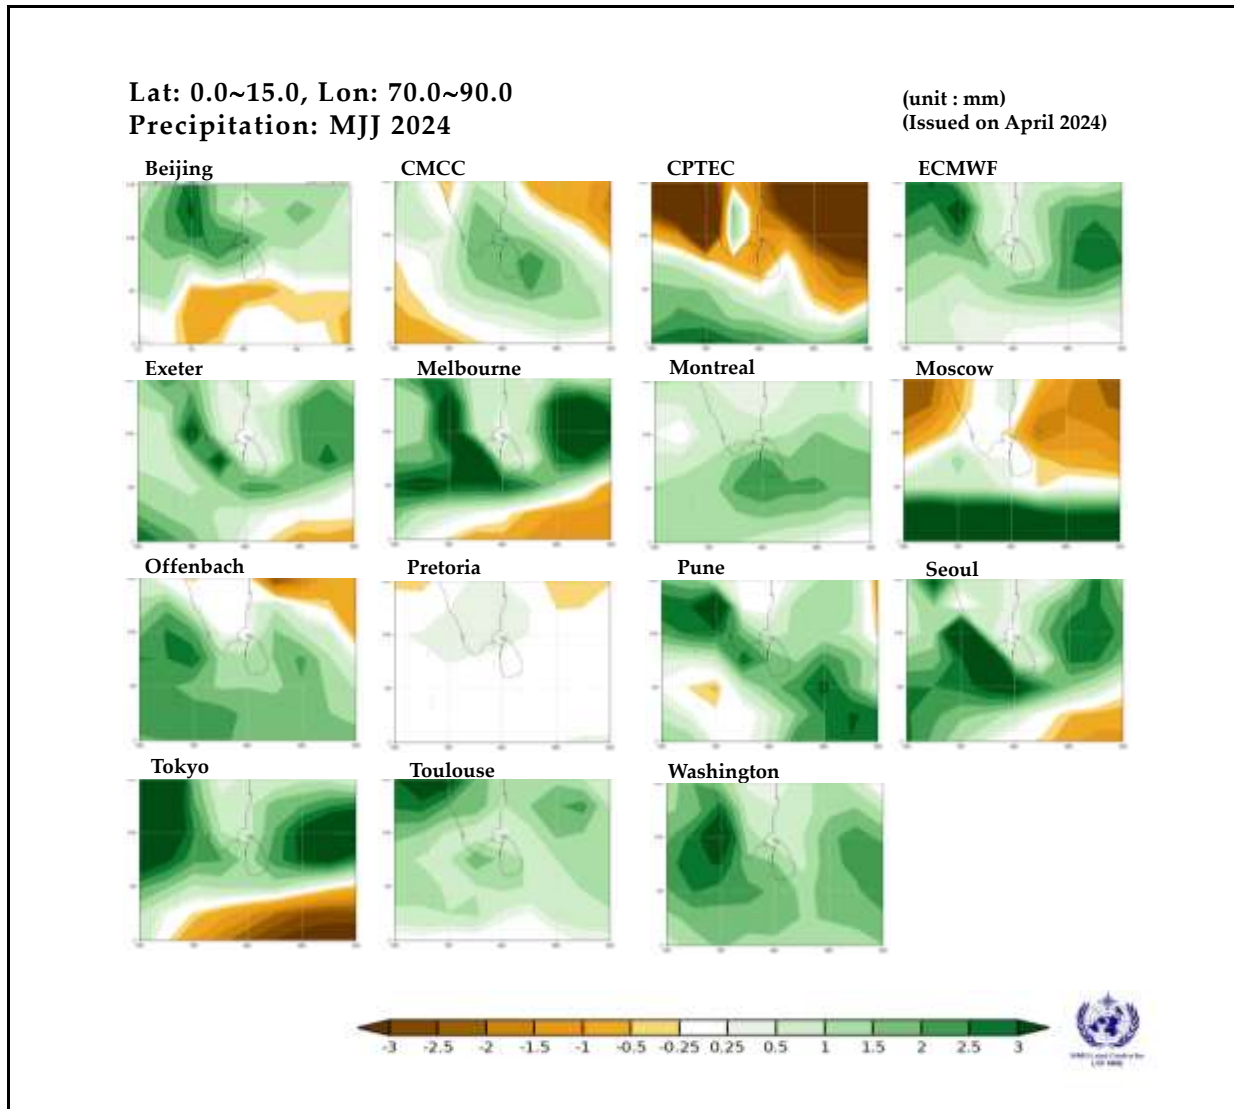 Lat: 0.0~15.0, Lon: 70.0~90.0
Precipitation: MJJ 2024
(unit : mm)
(Issued on April 2024)
Beijing
CMCC
CPTEC
ECMWF
Exeter
Melbourne
Montreal
Moscow
Offenbach
Pretoria
Pune
Seoul
Tokyo
Toulouse
Washington
-3 -2.5 -2 -1.5 -1 -0.5 -0.25 0.25 0.5 1 1.5 2 2.5 3